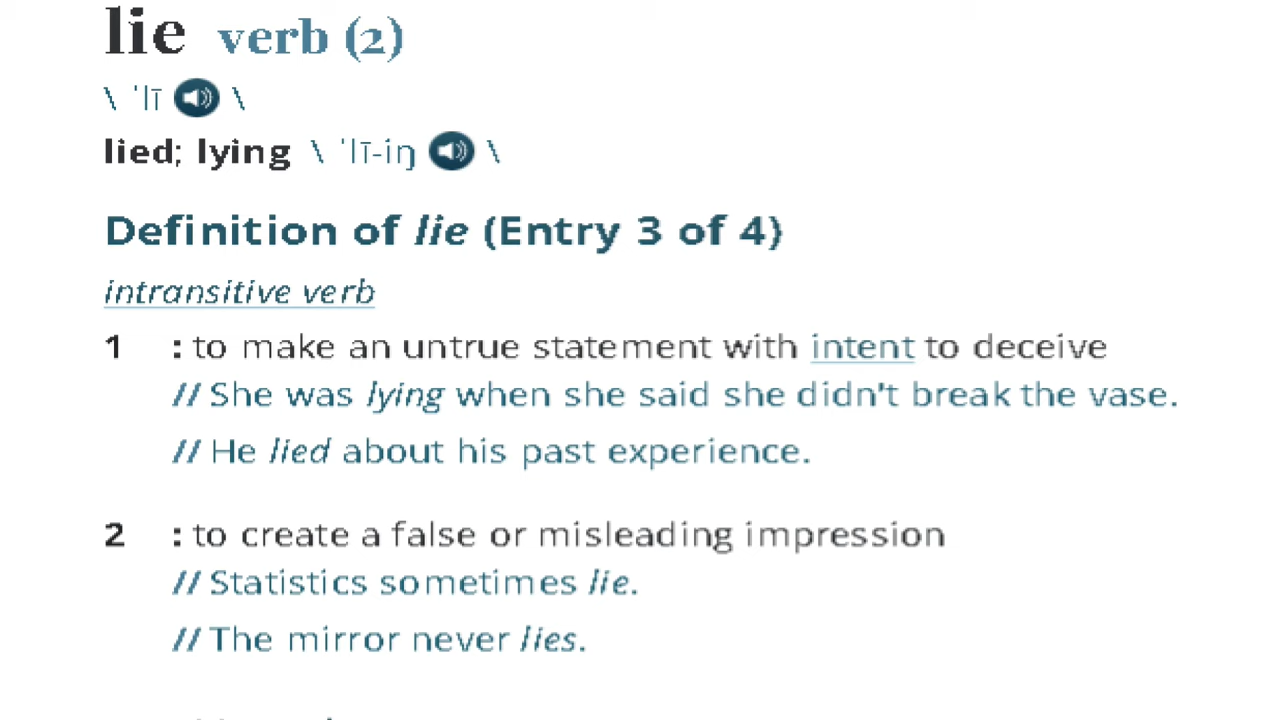 lie verb (2)
\ ˈlī \
lied; lying \ ˈlī-iŋ \
Definition of lie (Entry 3 of 4)
intransitive verb
1 : to make an untrue statement with intent to deceive
// She was lying when she said she didn't break the vase.
// He lied about his past experience.
2 : to create a false or misleading impression
// Statistics sometimes lie.
// The mirror never lies.